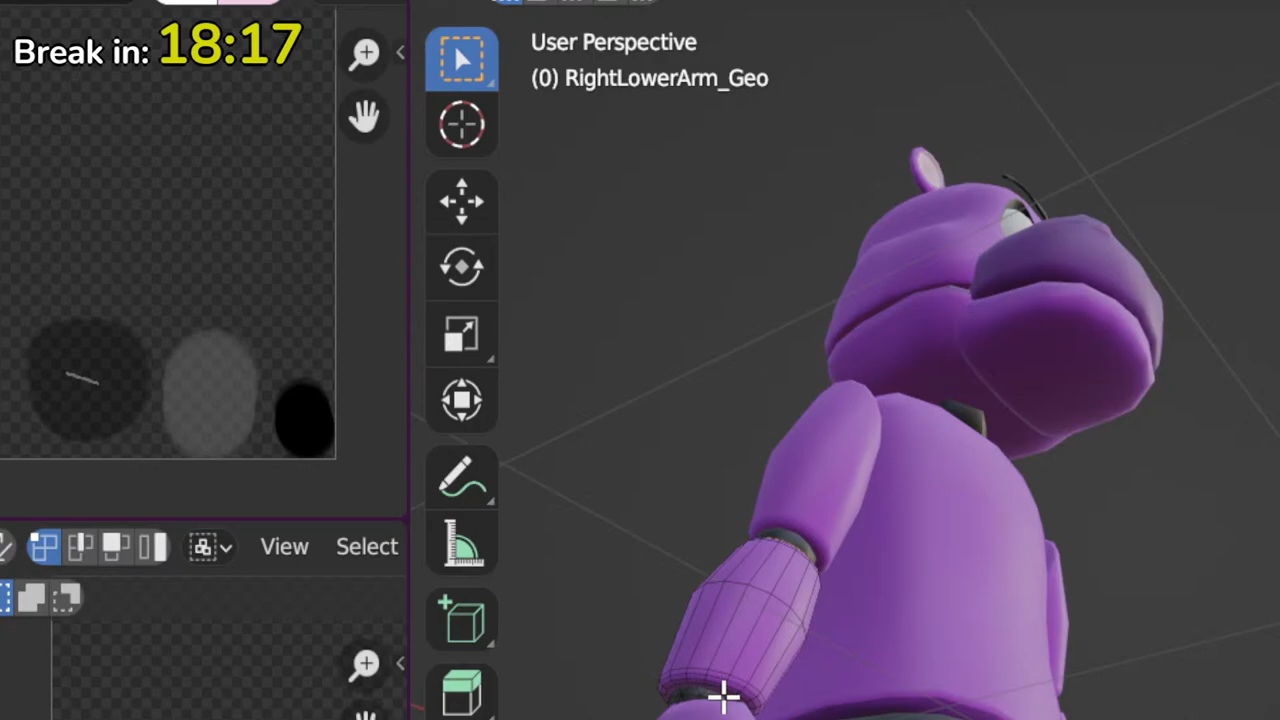 Break in: 18:17
User Perspective
(0) RightLowerArm_Geo
View Select